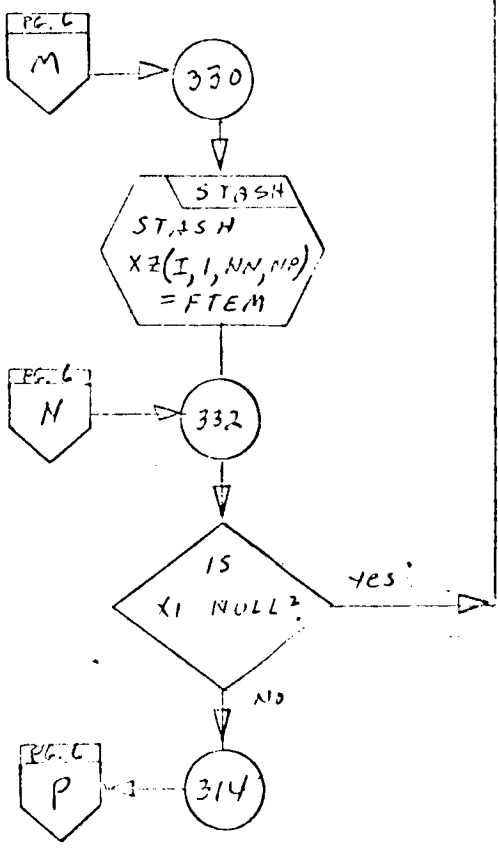 PG. 6
M
330
STASH
STASH
XZ(I, 1, NN, NP)
= FTEM
PG. 6
N
332
IS
X1 NULL?
yes
NO
PG. 6
P
314